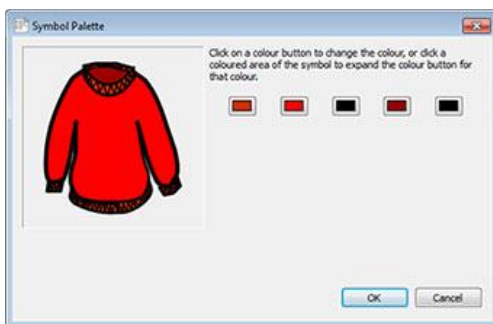 Symbol Palette
Click on a colour button to change the colour, or click a
coloured area of the symbol to expand the colour button for
that colour.
OK
Cancel